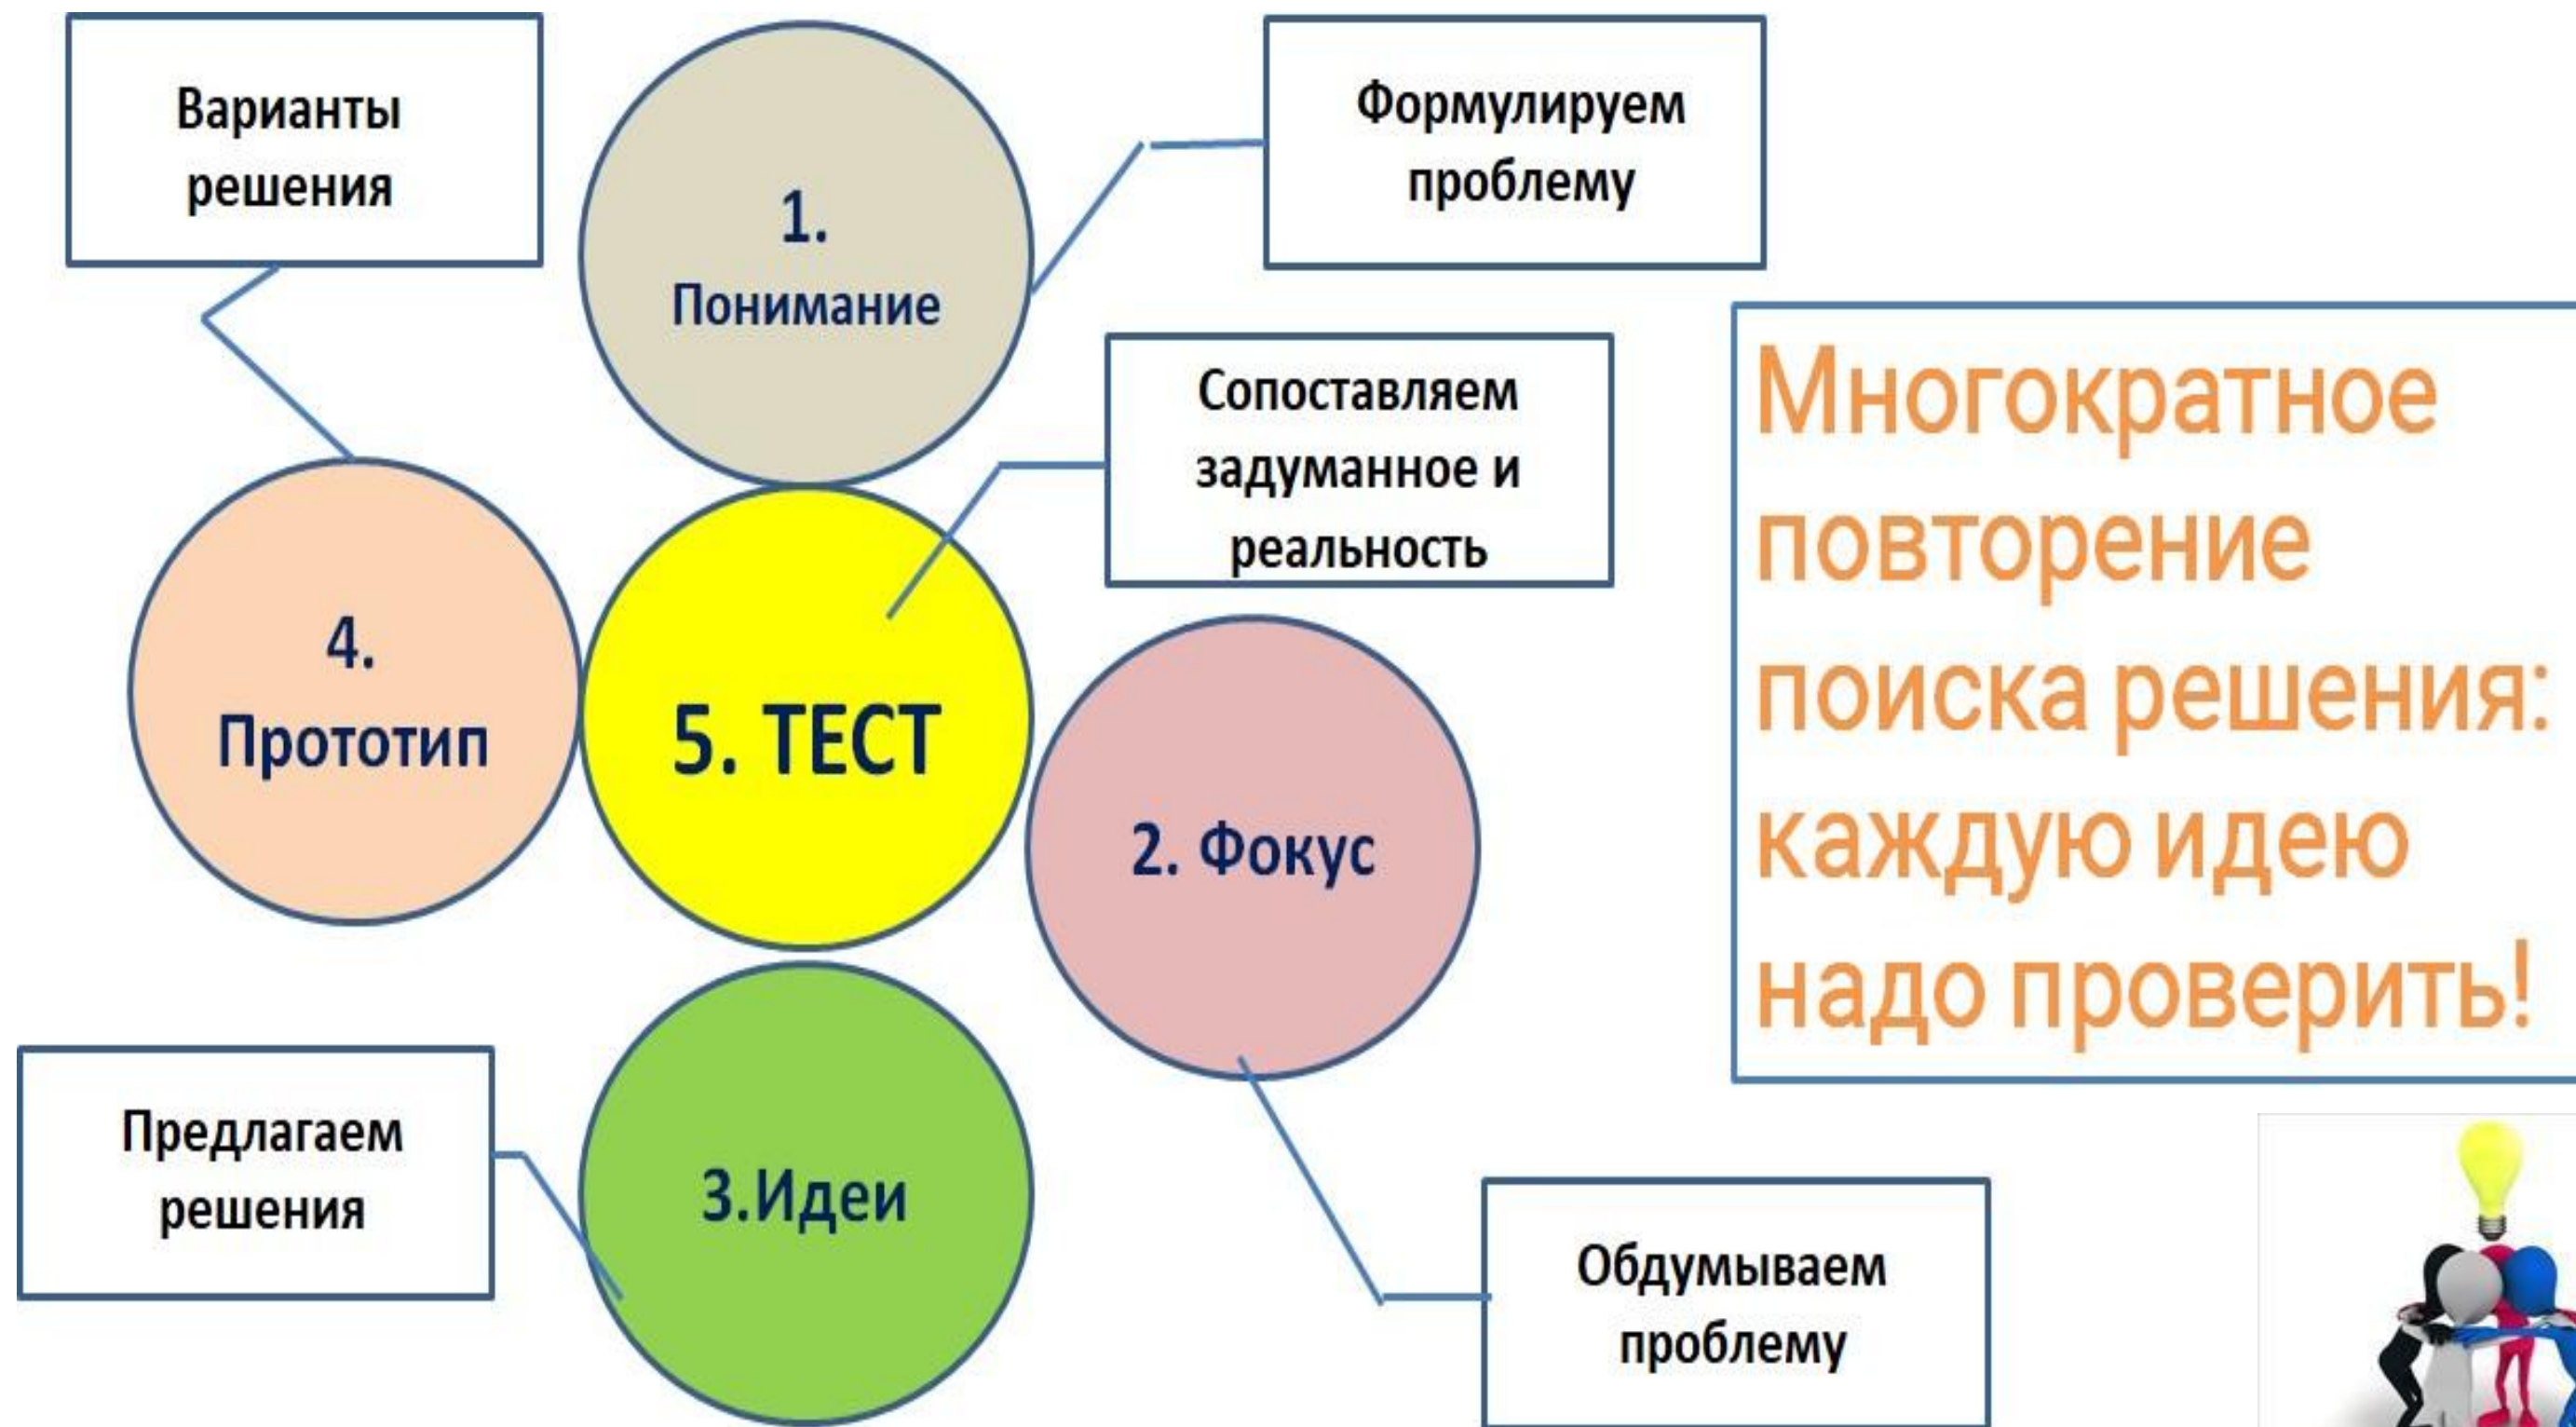 Варианты
решения
1.
Понимание
Формулируем
проблему
Сопоставляем
задуманное и
реальность
4.
Прототип
5. ТЕСТ
2. Фокус
Многократное
повторение
поиска решения:
каждую идею
надо проверить!
Предлагаем
решения
3.Идеи
Обдумываем
проблему